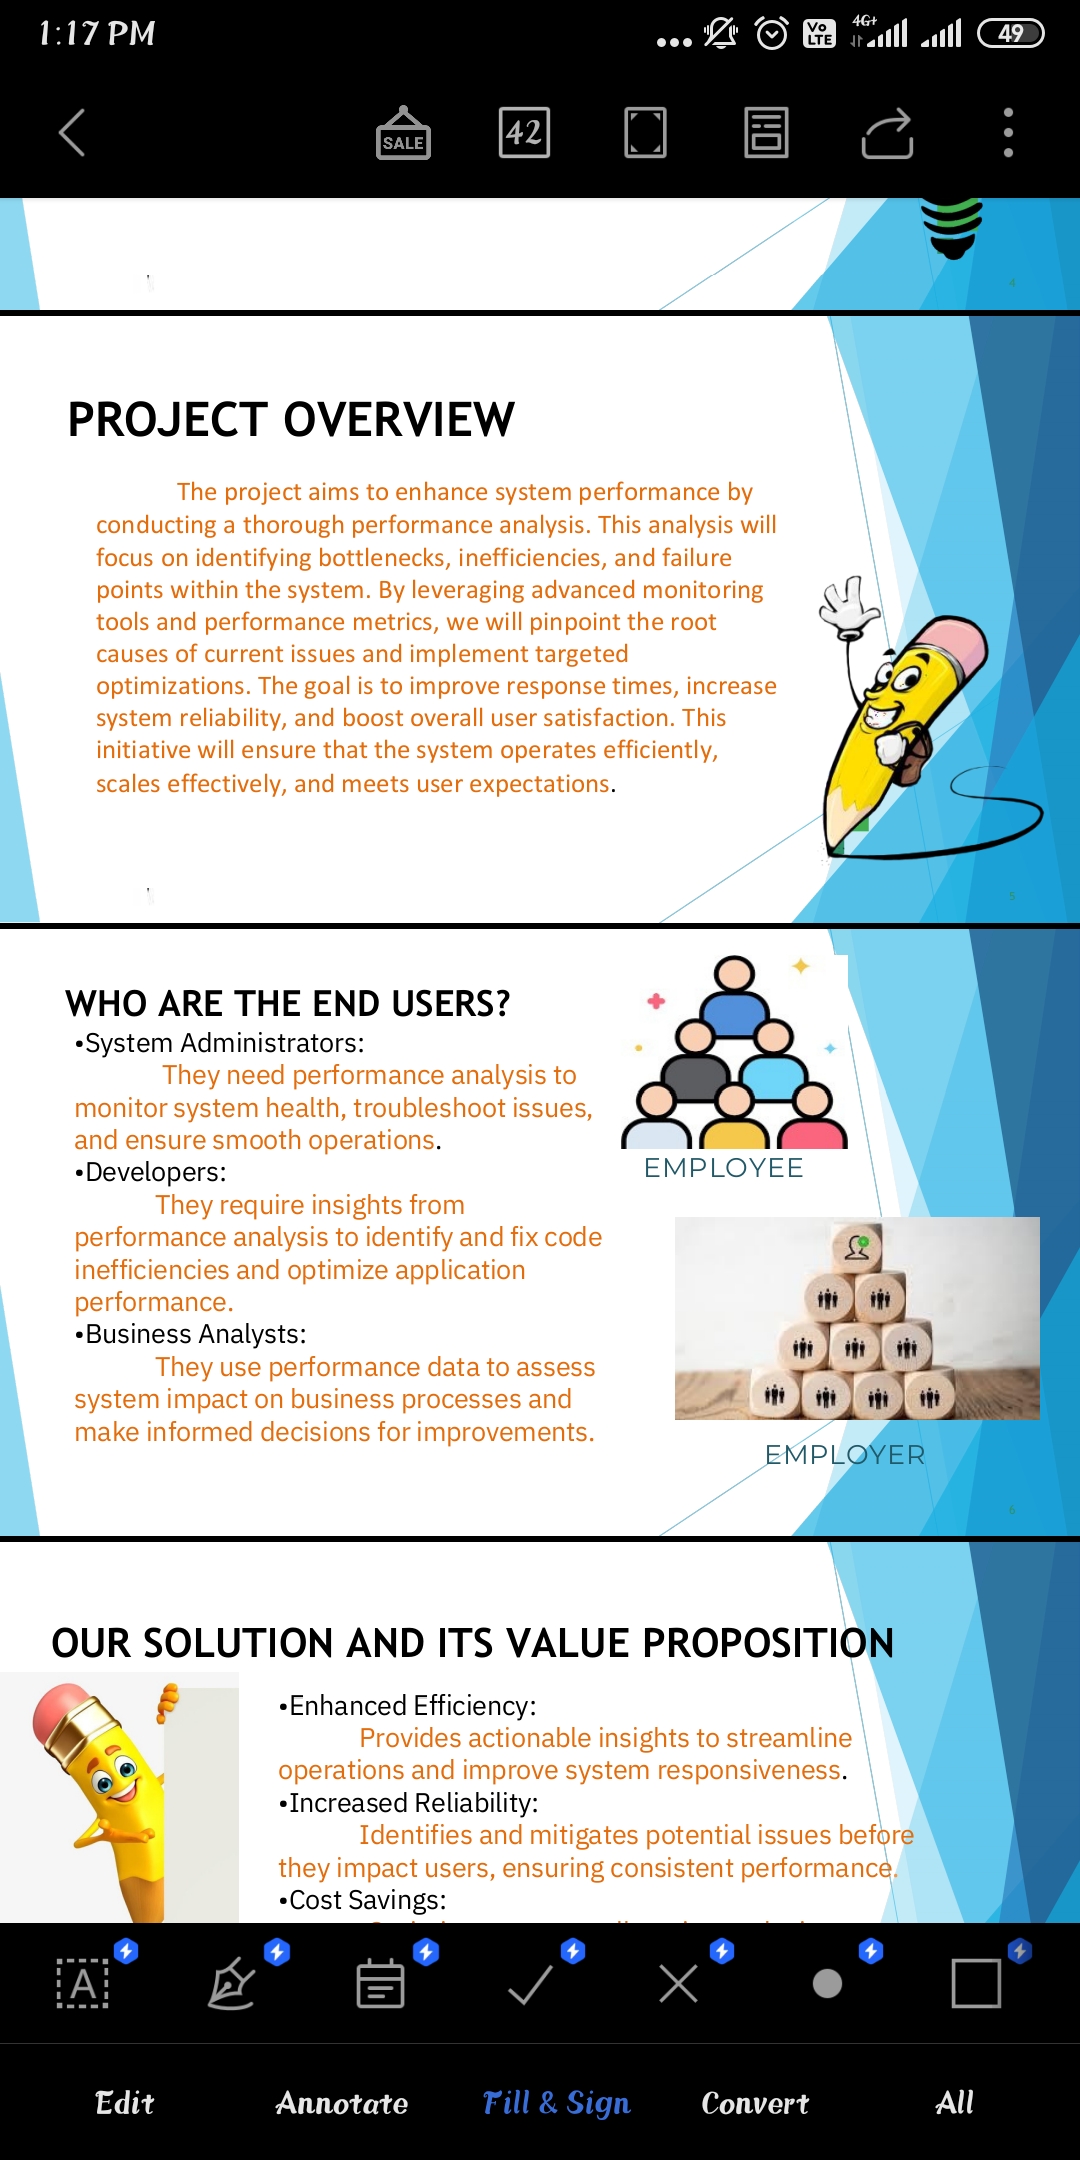 1:17 PM
Vo LTE
4G+
49
SALE
42
4
PROJECT OVERVIEW
The project aims to enhance system performance by
conducting a thorough performance analysis. This analysis will
focus on identifying bottlenecks, inefficiencies, and failure
points within the system. By leveraging advanced monitoring
tools and performance metrics, we will pinpoint the root
causes of current issues and implement targeted
optimizations. The goal is to improve response times, increase
system reliability, and boost overall user satisfaction. This
initiative will ensure that the system operates efficiently,
scales effectively, and meets user expectations.
5
WHO ARE THE END USERS?
•System Administrators:
They need performance analysis to
monitor system health, troubleshoot issues,
and ensure smooth operations.
•Developers:
They require insights from
performance analysis to identify and fix code
inefficiencies and optimize application
performance.
•Business Analysts:
They use performance data to assess
system impact on business processes and
make informed decisions for improvements.
EMPLOYEE
EMPLOYER
6
OUR SOLUTION AND ITS VALUE PROPOSITION
•Enhanced Efficiency:
Provides actionable insights to streamline
operations and improve system responsiveness.
•Increased Reliability:
Identifies and mitigates potential issues before
they impact users, ensuring consistent performance.
•Cost Savings:
A
Edit
Annotate
Fill & Sign
Convert
All